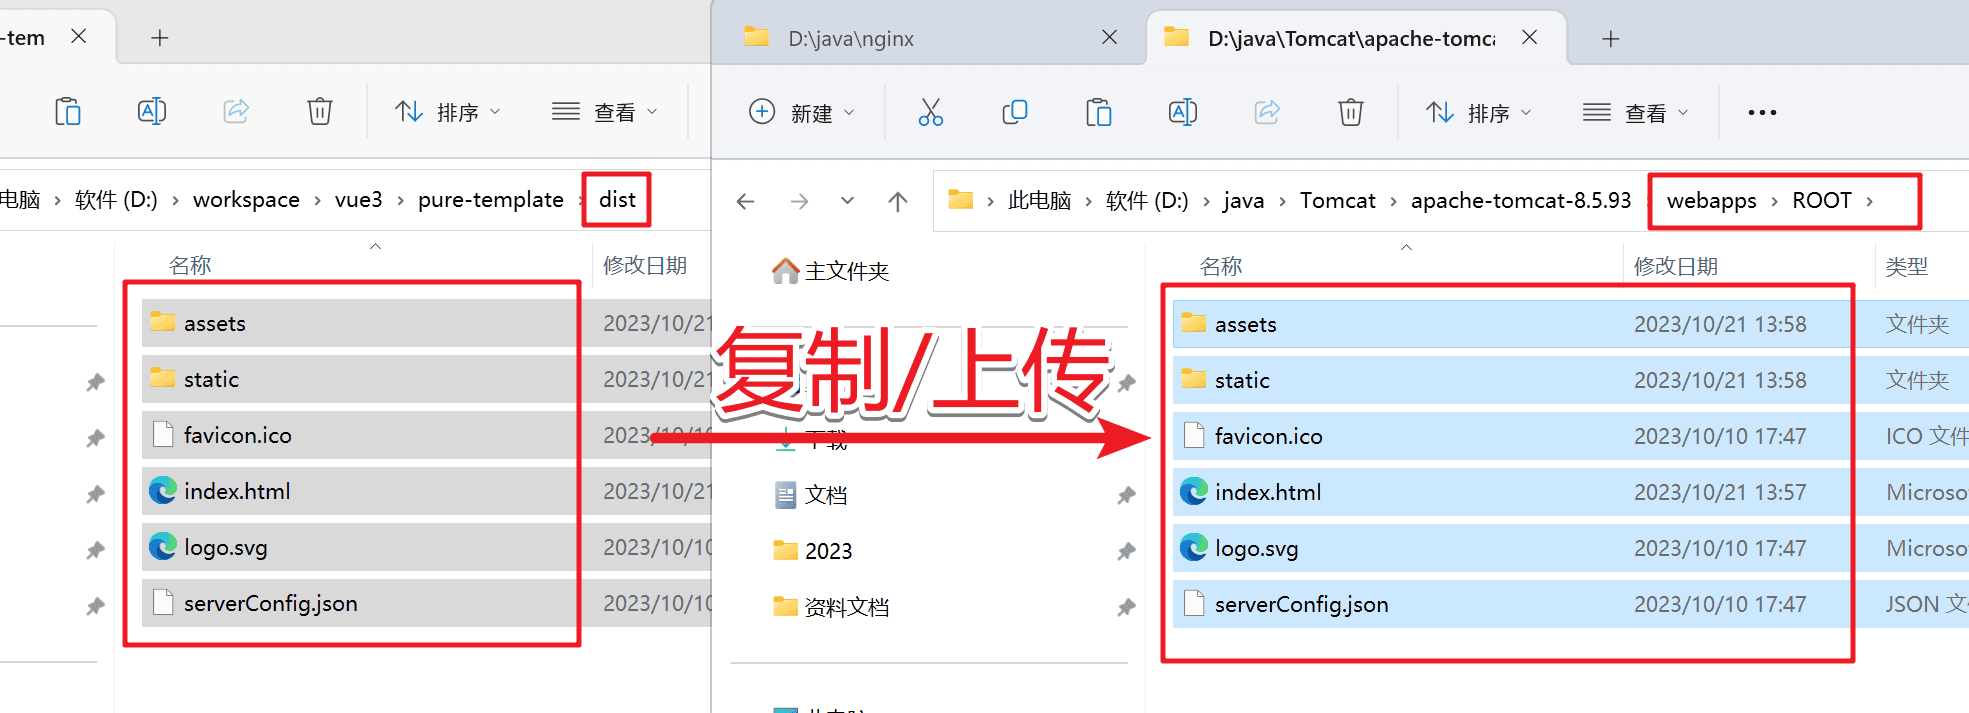 -tem
排序
查看
电脑 > 软件 (D:) > workspace > vue3 > pure-template > dist
名称
修改日期
assets
2023/10/21
static
2023/10/21
favicon.ico
2023/10/10
index.html
2023/10/21
logo.svg
2023/10/10
serverConfig.json
2023/10/10
复制/上传
D:\java\nginx
D:\java\Tomcat\apache-tomca
新建
排序
查看
此电脑 > 软件 (D:) > java > Tomcat > apache-tomcat-8.5.93 > webapps > ROOT >
主文件夹
下载
文档
2023
资料文档
此电脑
名称
修改日期
类型
assets
2023/10/21 13:58
文件夹
static
2023/10/21 13:58
文件夹
favicon.ico
2023/10/10 17:47
ICO 文件
index.html
2023/10/21 13:57
Microso
logo.svg
2023/10/10 17:47
Microso
serverConfig.json
2023/10/10 17:47
JSON 文